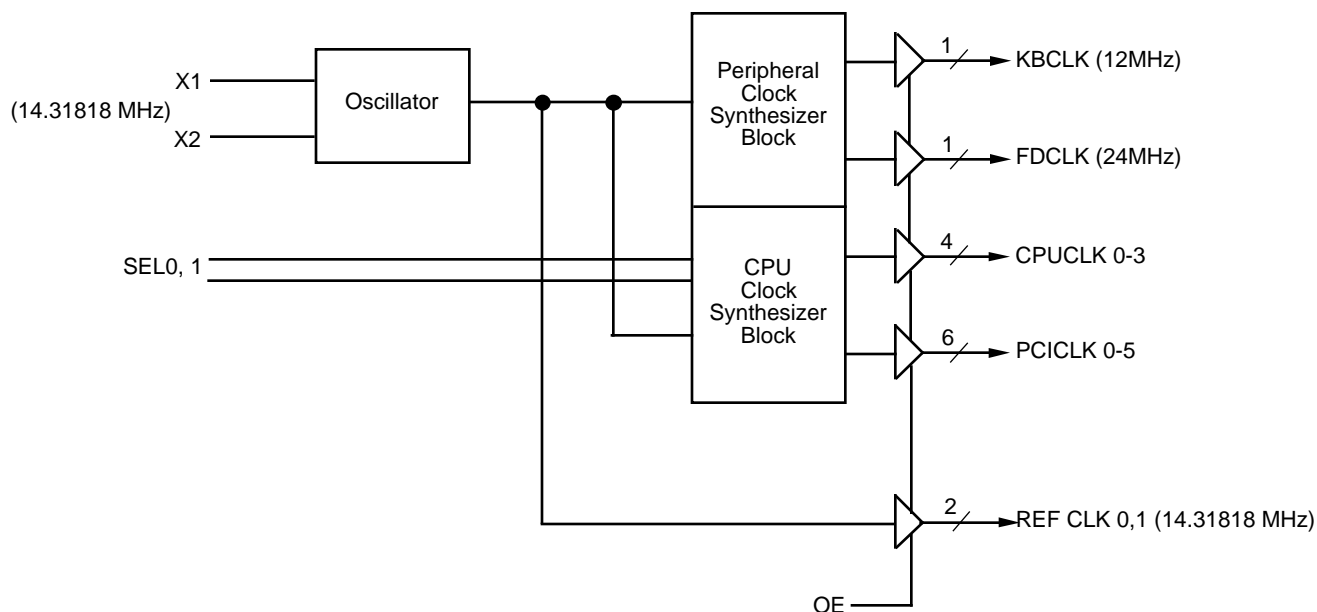 X1
(14.31818 MHz)
X2
Oscillator
Peripheral
Clock
Synthesizer
Block
1
KBCLK (12MHz)
1
FDCLK (24MHz)
SEL0, 1
CPU
Clock
Synthesizer
Block
4
CPUCLK 0-3
6
PCICLK 0-5
2
REF CLK 0,1 (14.31818 MHz)
OE